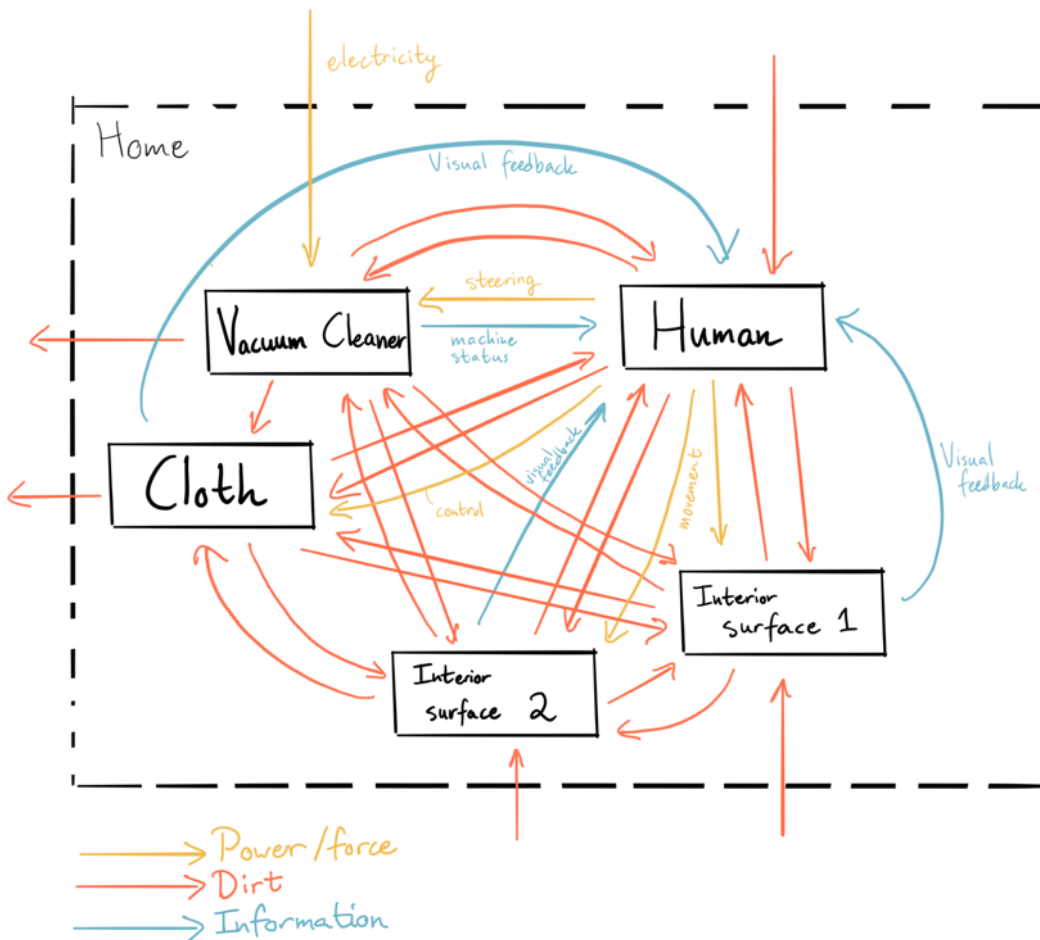 electricity
Home
Visual feedback
steering
Vacuum Cleaner
machine
status
Human
Cloth
visual
feedback
control
movement
Visual
feedback
Interior
surface 1
Interior
surface 2
Power/force
Dirt
Information